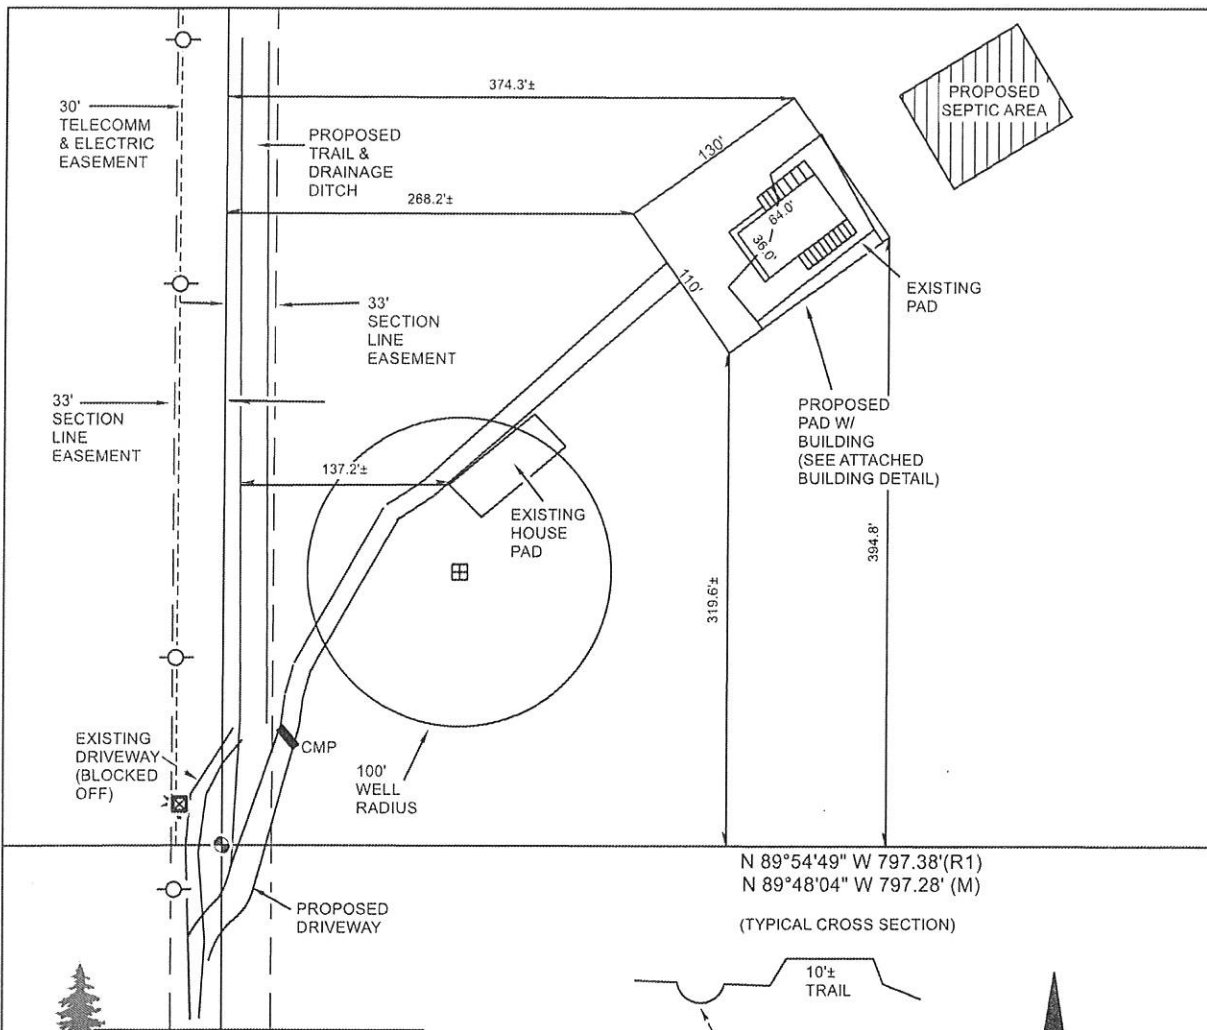 374.3'±
PROPOSED
SEPTIC AREA
30'
TELECOMM
& ELECTRIC
EASEMENT
PROPOSED
TRAIL &
DRAINAGE
DITCH
130'
268.2'±
64.0'
36.0'
110'
EXISTING
PAD
33'
SECTION
LINE
EASEMENT
33'
SECTION
LINE
EASEMENT
PROPOSED
PAD W/
BUILDING
(SEE ATTACHED
BUILDING DETAIL)
137.2'±
EXISTING
HOUSE
PAD
394.8'
319.6'±
EXISTING
DRIVEWAY
(BLOCKED
OFF)
CMP
100'
WELL
RADIUS
N 89°54'49" W 797.38'(R1)
N 89°48'04" W 797.28' (M)
PROPOSED
DRIVEWAY
(TYPICAL CROSS SECTION)
10'±
TRAIL